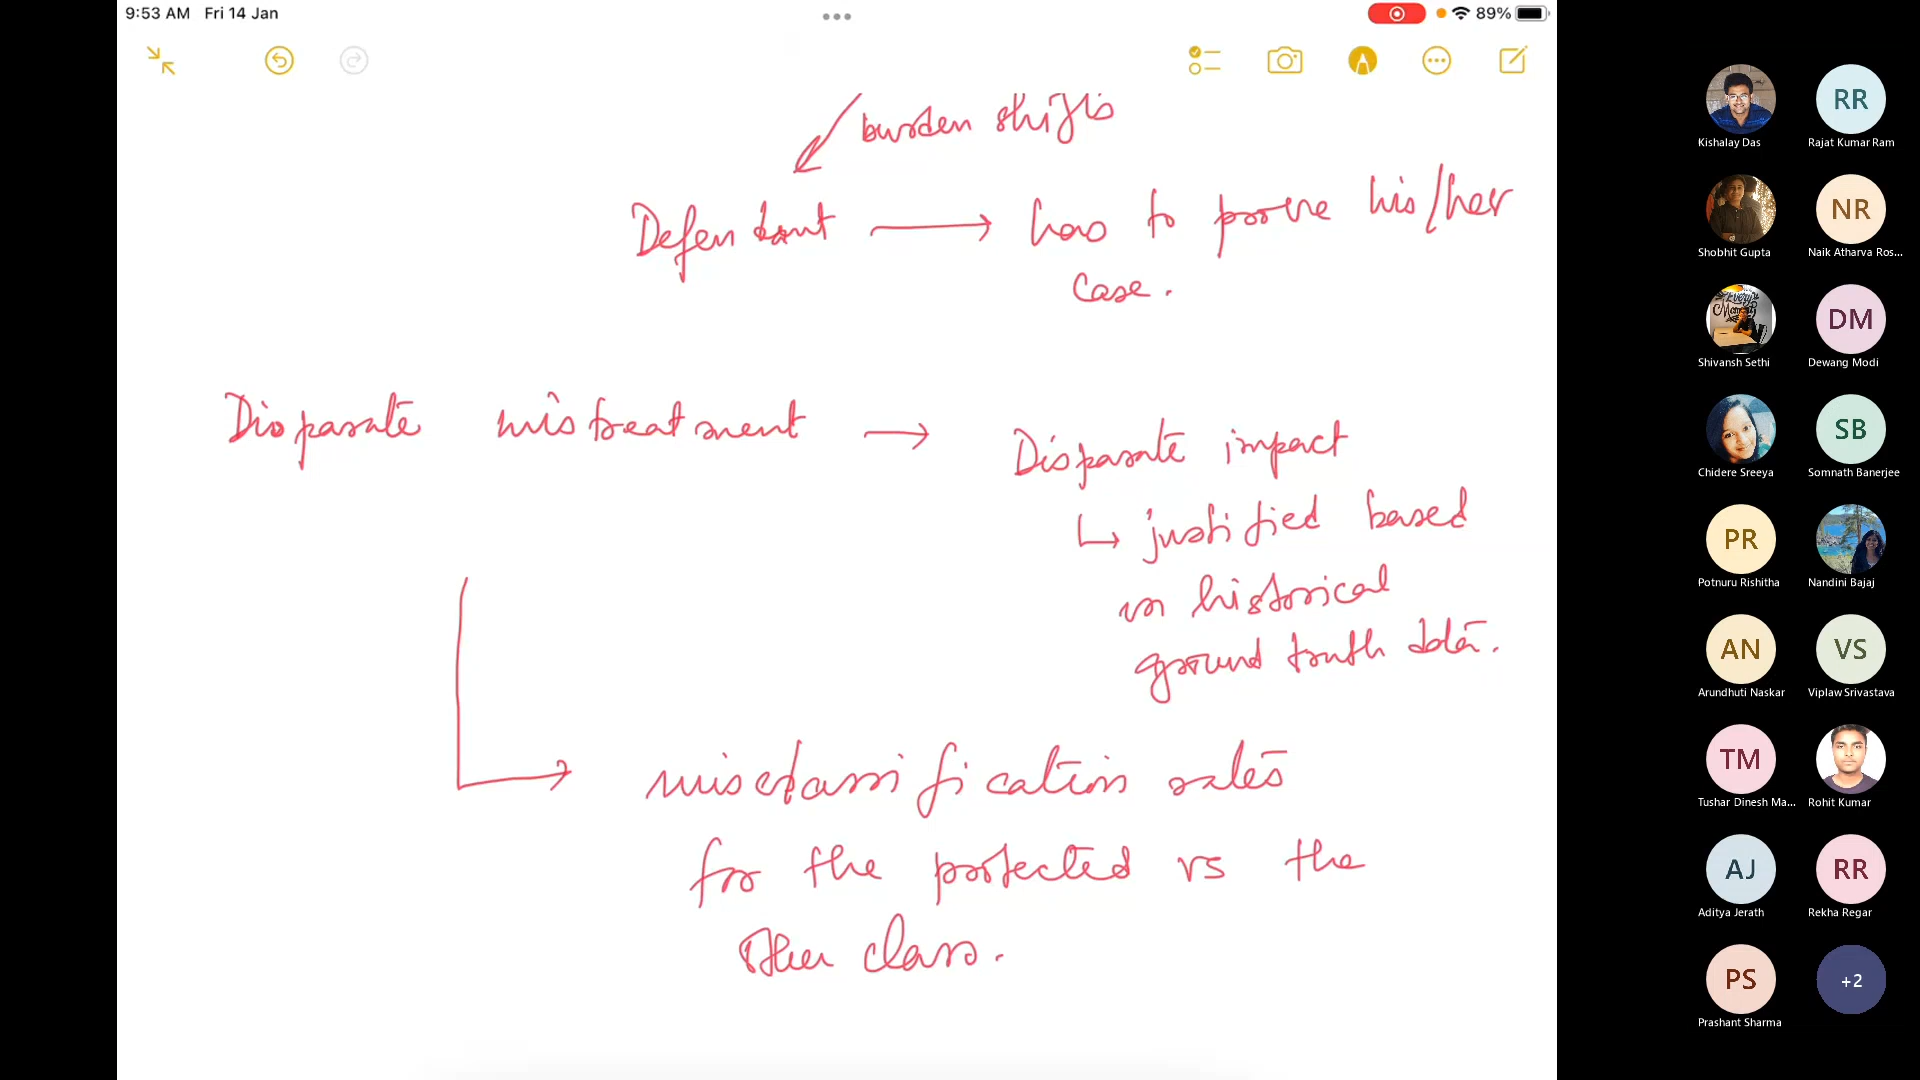 9:53 AM Fri 14 Jan
89%
burden shifts
Defendant → has to prove his/her
case.
Disparate mistreatment → Disparate impact
↳ justified based
on historical
ground truth data.
misclassification rates
for the protected vs the
other class.
Kishalay Das
RR
Rajat Kumar Ram
Shobhit Gupta
NR
Naik Atharva Ros...
Shivansh Sethi
DM
Dewang Modi
Chidere Sreeya
SB
Somnath Banerjee
PR
Potnuru Rishitha
Nandini Bajaj
AN
Arundhuti Naskar
VS
Viplaw Srivastava
TM
Tushar Dinesh Ma...
Rohit Kumar
AJ
Aditya Jerath
RR
Rekha Regar
PS
Prashant Sharma
+2